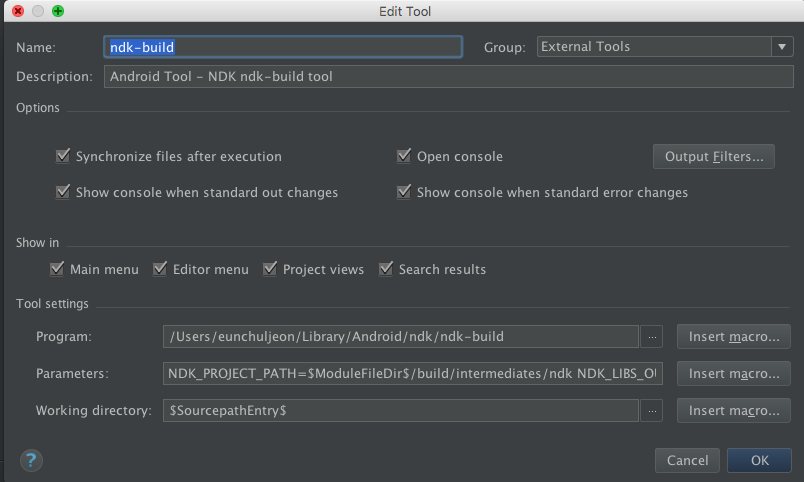 Edit Tool
Name: ndk-build Group: External Tools
Description: Android Tool – NDK ndk-build tool
Options
Synchronize files after execution Open console Output Filters...
Show console when standard out changes Show console when standard error changes
Show in
Main menu Editor menu Project views Search results
Tool settings
Program: /Users/eunchuljeon/Library/Android/ndk/ndk-build ... Insert macro...
Parameters: NDK_PROJECT_PATH=$ModuleFileDir$/build/intermediates/ndk Insert macro...
Working directory: $SourcepathEntry$ ... Insert macro...
? Cancel OK